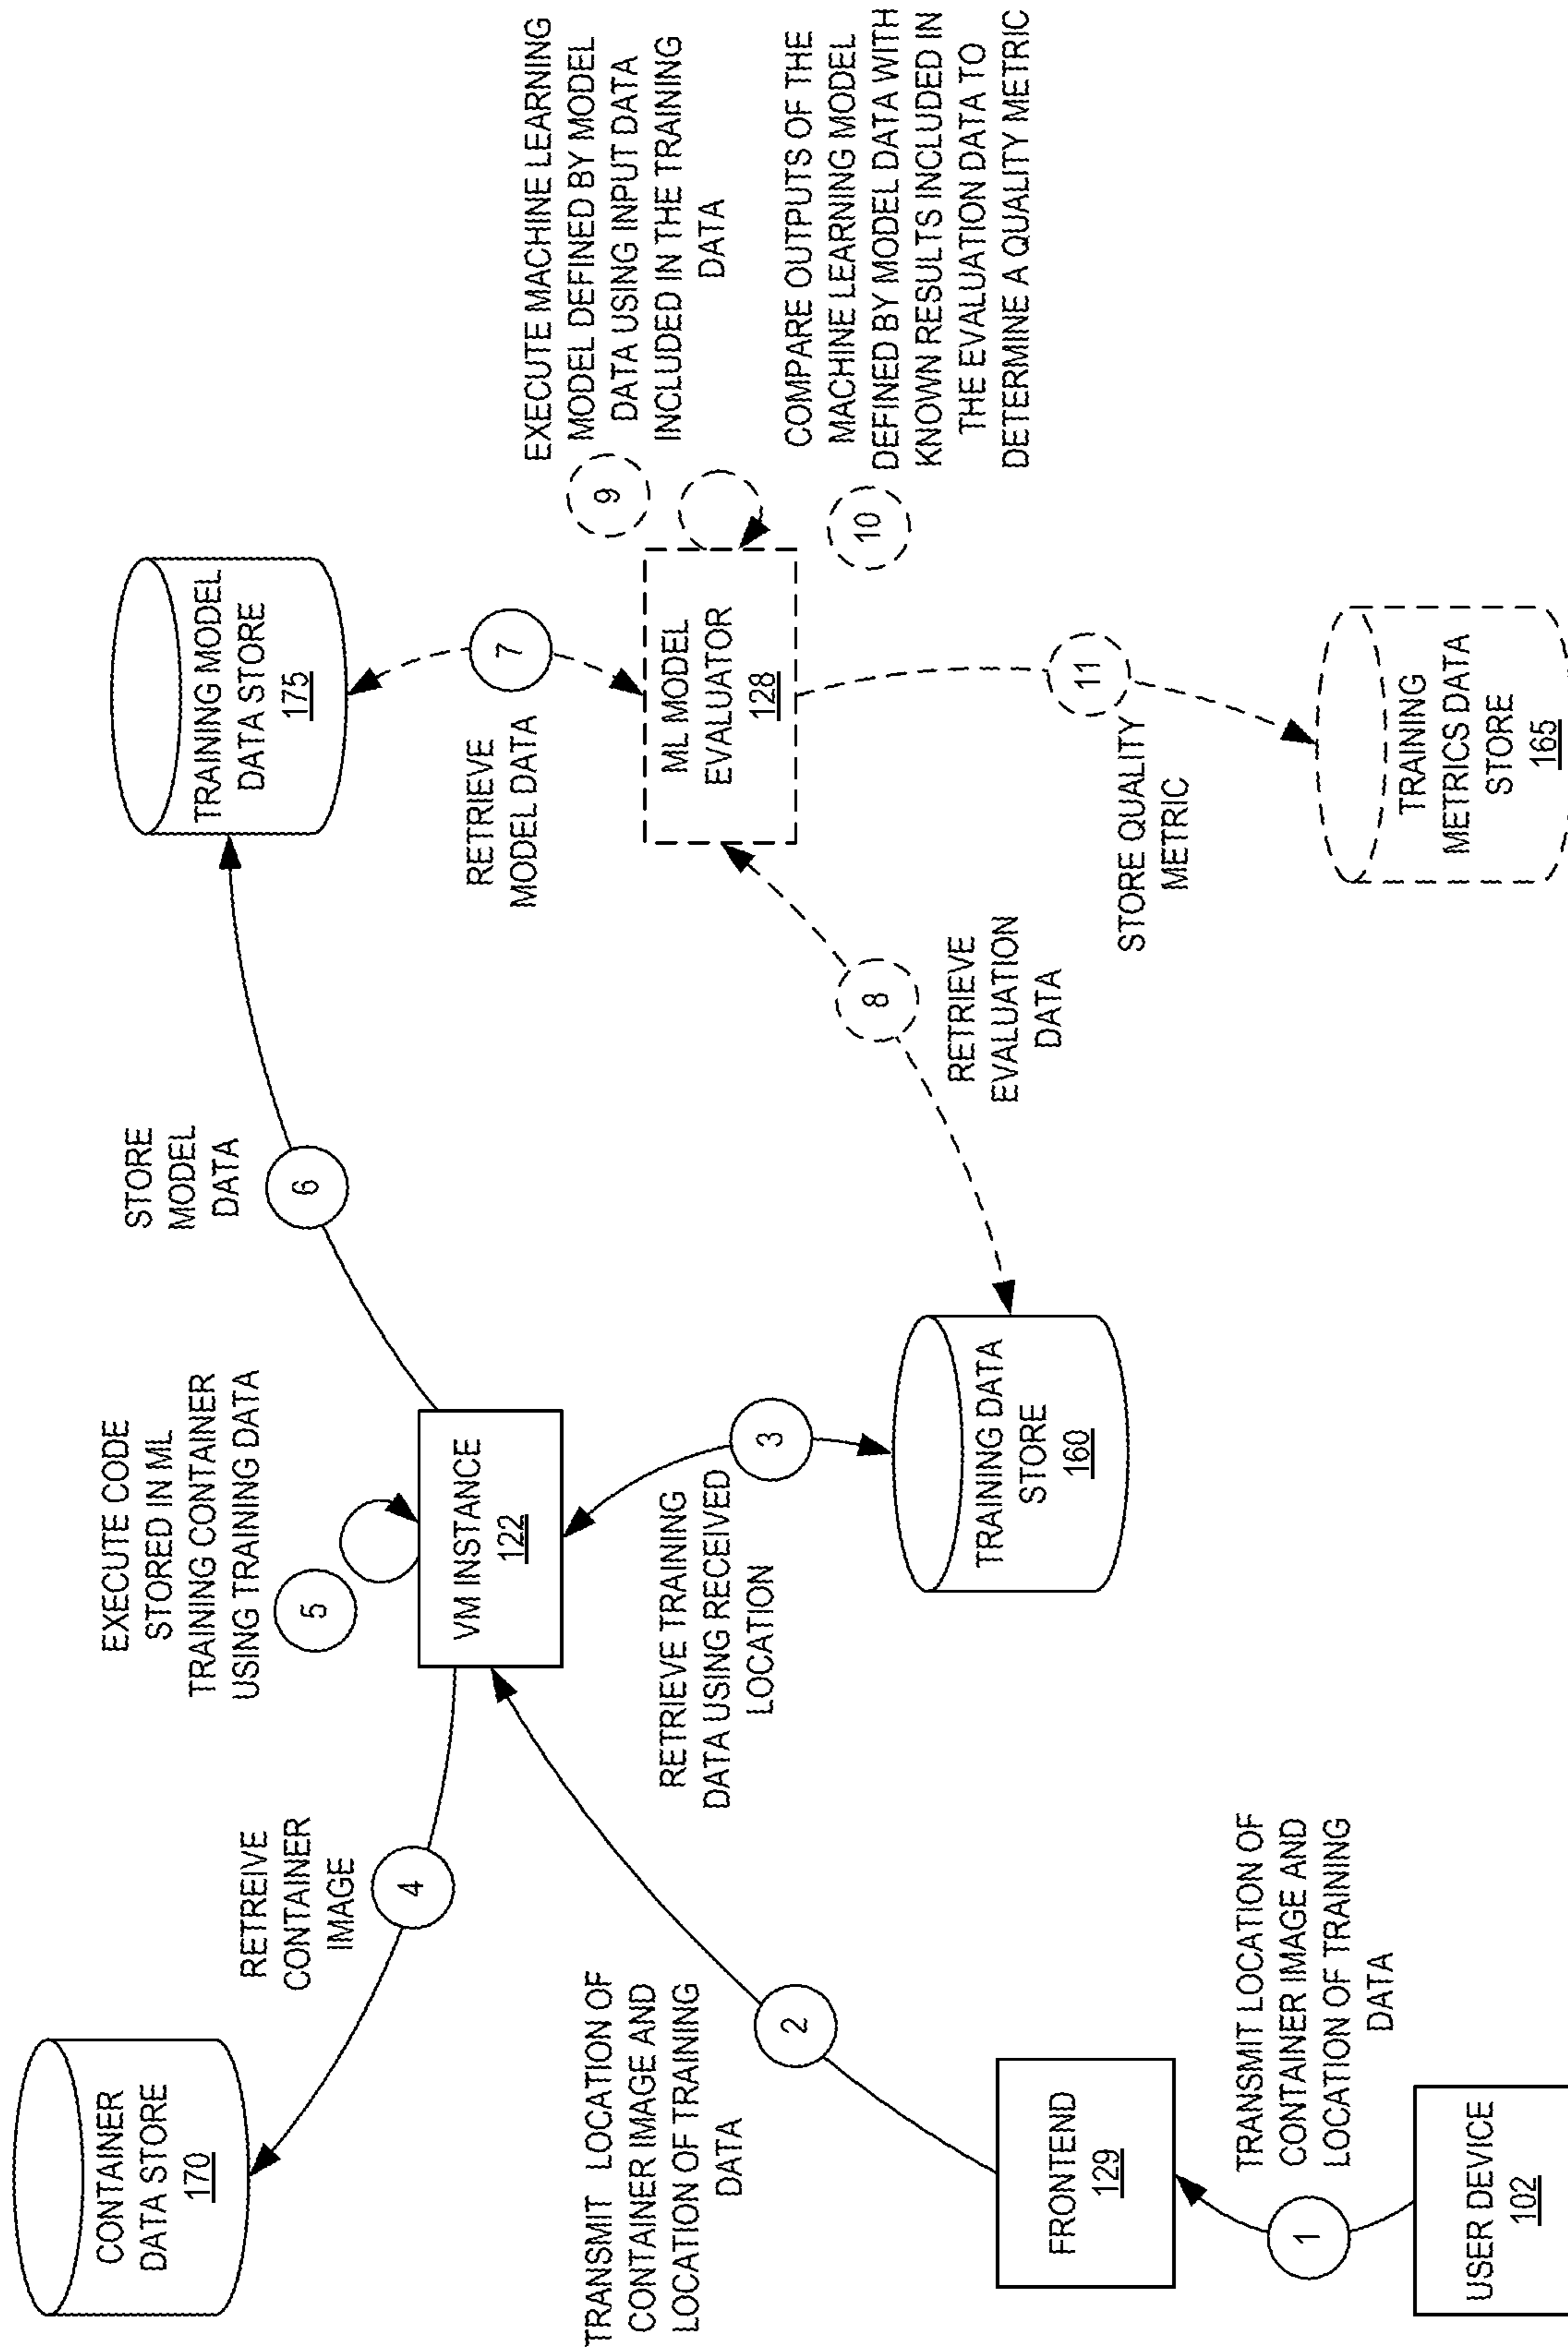 CONTAINER
DATA STORE
170
4
RETREIVE
CONTAINER
IMAGE
EXECUTE CODE
STORED IN ML
TRAINING CONTAINER
USING TRAINING DATA
5
VM INSTANCE
122
STORE
MODEL
DATA
6
TRAINING MODEL
DATA STORE
175
TRANSMIT LOCATION OF
CONTAINER IMAGE AND
LOCATION OF TRAINING
DATA
2
RETRIEVE TRAINING
DATA USING RECEIVED
LOCATION
3
RETRIEVE
MODEL DATA
7
EXECUTE MACHINE LEARNING
MODEL DEFINED BY MODEL
DATA USING INPUT DATA
INCLUDED IN THE TRAINING
DATA
9
ML MODEL
EVALUATOR
128
10
COMPARE OUTPUTS OF THE
MACHINE LEARNING MODEL
DEFINED BY MODEL DATA WITH
KNOWN RESULTS INCLUDED IN
THE EVALUATION DATA TO
DETERMINE A QUALITY METRIC
8
RETRIEVE
EVALUATION
DATA
FRONTEND
129
TRAINING DATA
STORE
160
11
STORE QUALITY
METRIC
1
TRANSMIT LOCATION OF
CONTAINER IMAGE AND
LOCATION OF TRAINING
DATA
USER DEVICE
102
TRAINING
METRICS DATA
STORE
165